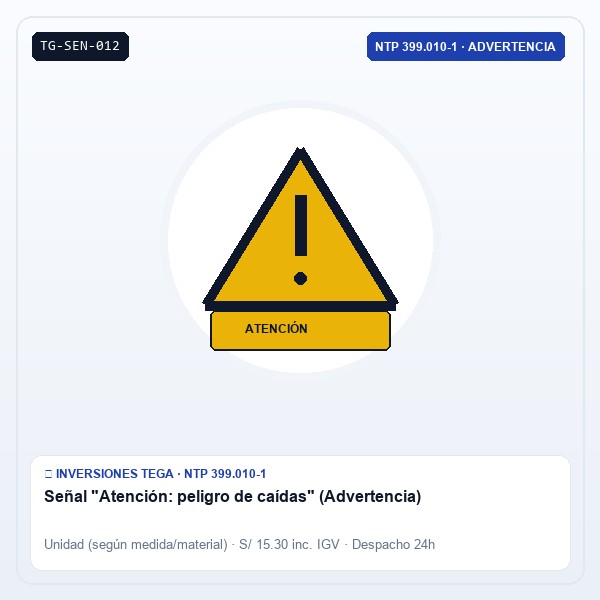 TG-SEN-012
NTP 399.010-1 · ADVERTENCIA
ATENCIÓN
INVERSIONES TEGA · NTP 399.010-1
Señal "Atención: peligro de caídas" (Advertencia)
Unidad (según medida/material) · S/ 15.30 inc. IGV · Despacho 24h